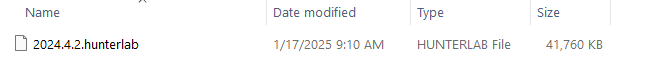 Name Date modified Type Size
2024.4.2.hunterlab 1/17/2025 9:10 AM HUNTERLAB File 41,760 KB